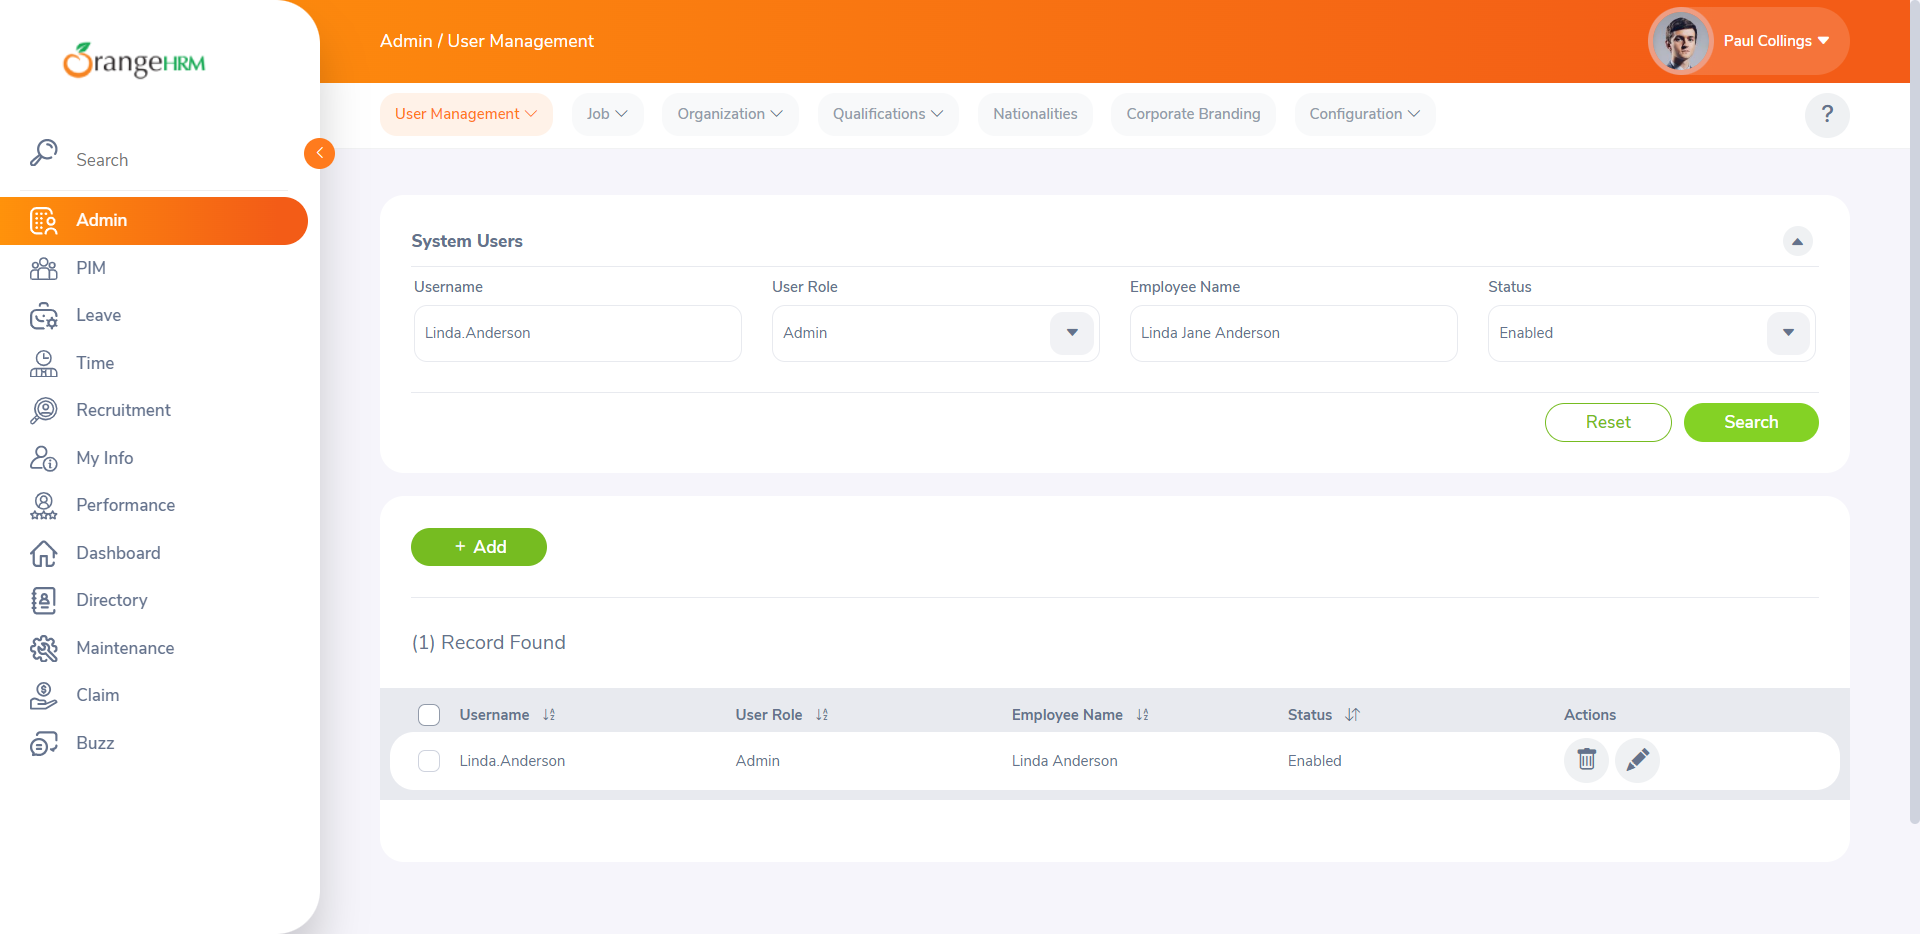 OrangeHRM
Search
Admin
PIM
Leave
Time
Recruitment
My Info
Performance
Dashboard
Directory
Maintenance
Claim
Buzz
Admin / User Management
Paul Collings
User Management
Job
Organization
Qualifications
Nationalities
Corporate Branding
Configuration
?
System Users
Username
User Role
Employee Name
Status
Linda.Anderson
Admin
Linda Jane Anderson
Enabled
Reset
Search
+ Add
(1) Record Found
Username
User Role
Employee Name
Status
Actions
Linda.Anderson
Admin
Linda Anderson
Enabled